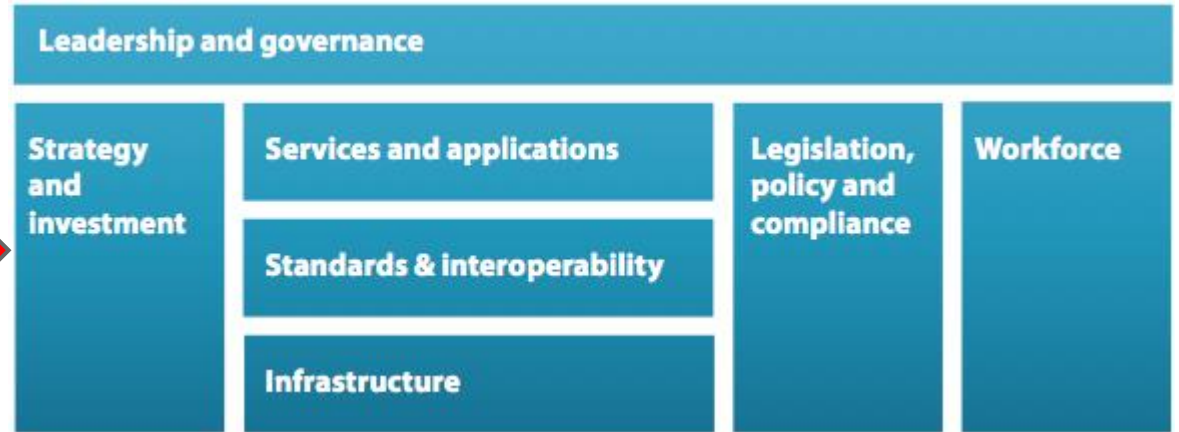 Leadership and governance
Strategy
and
investment
Services and applications
Standards & interoperability
Infrastructure
Legislation,
policy and
compliance
Workforce